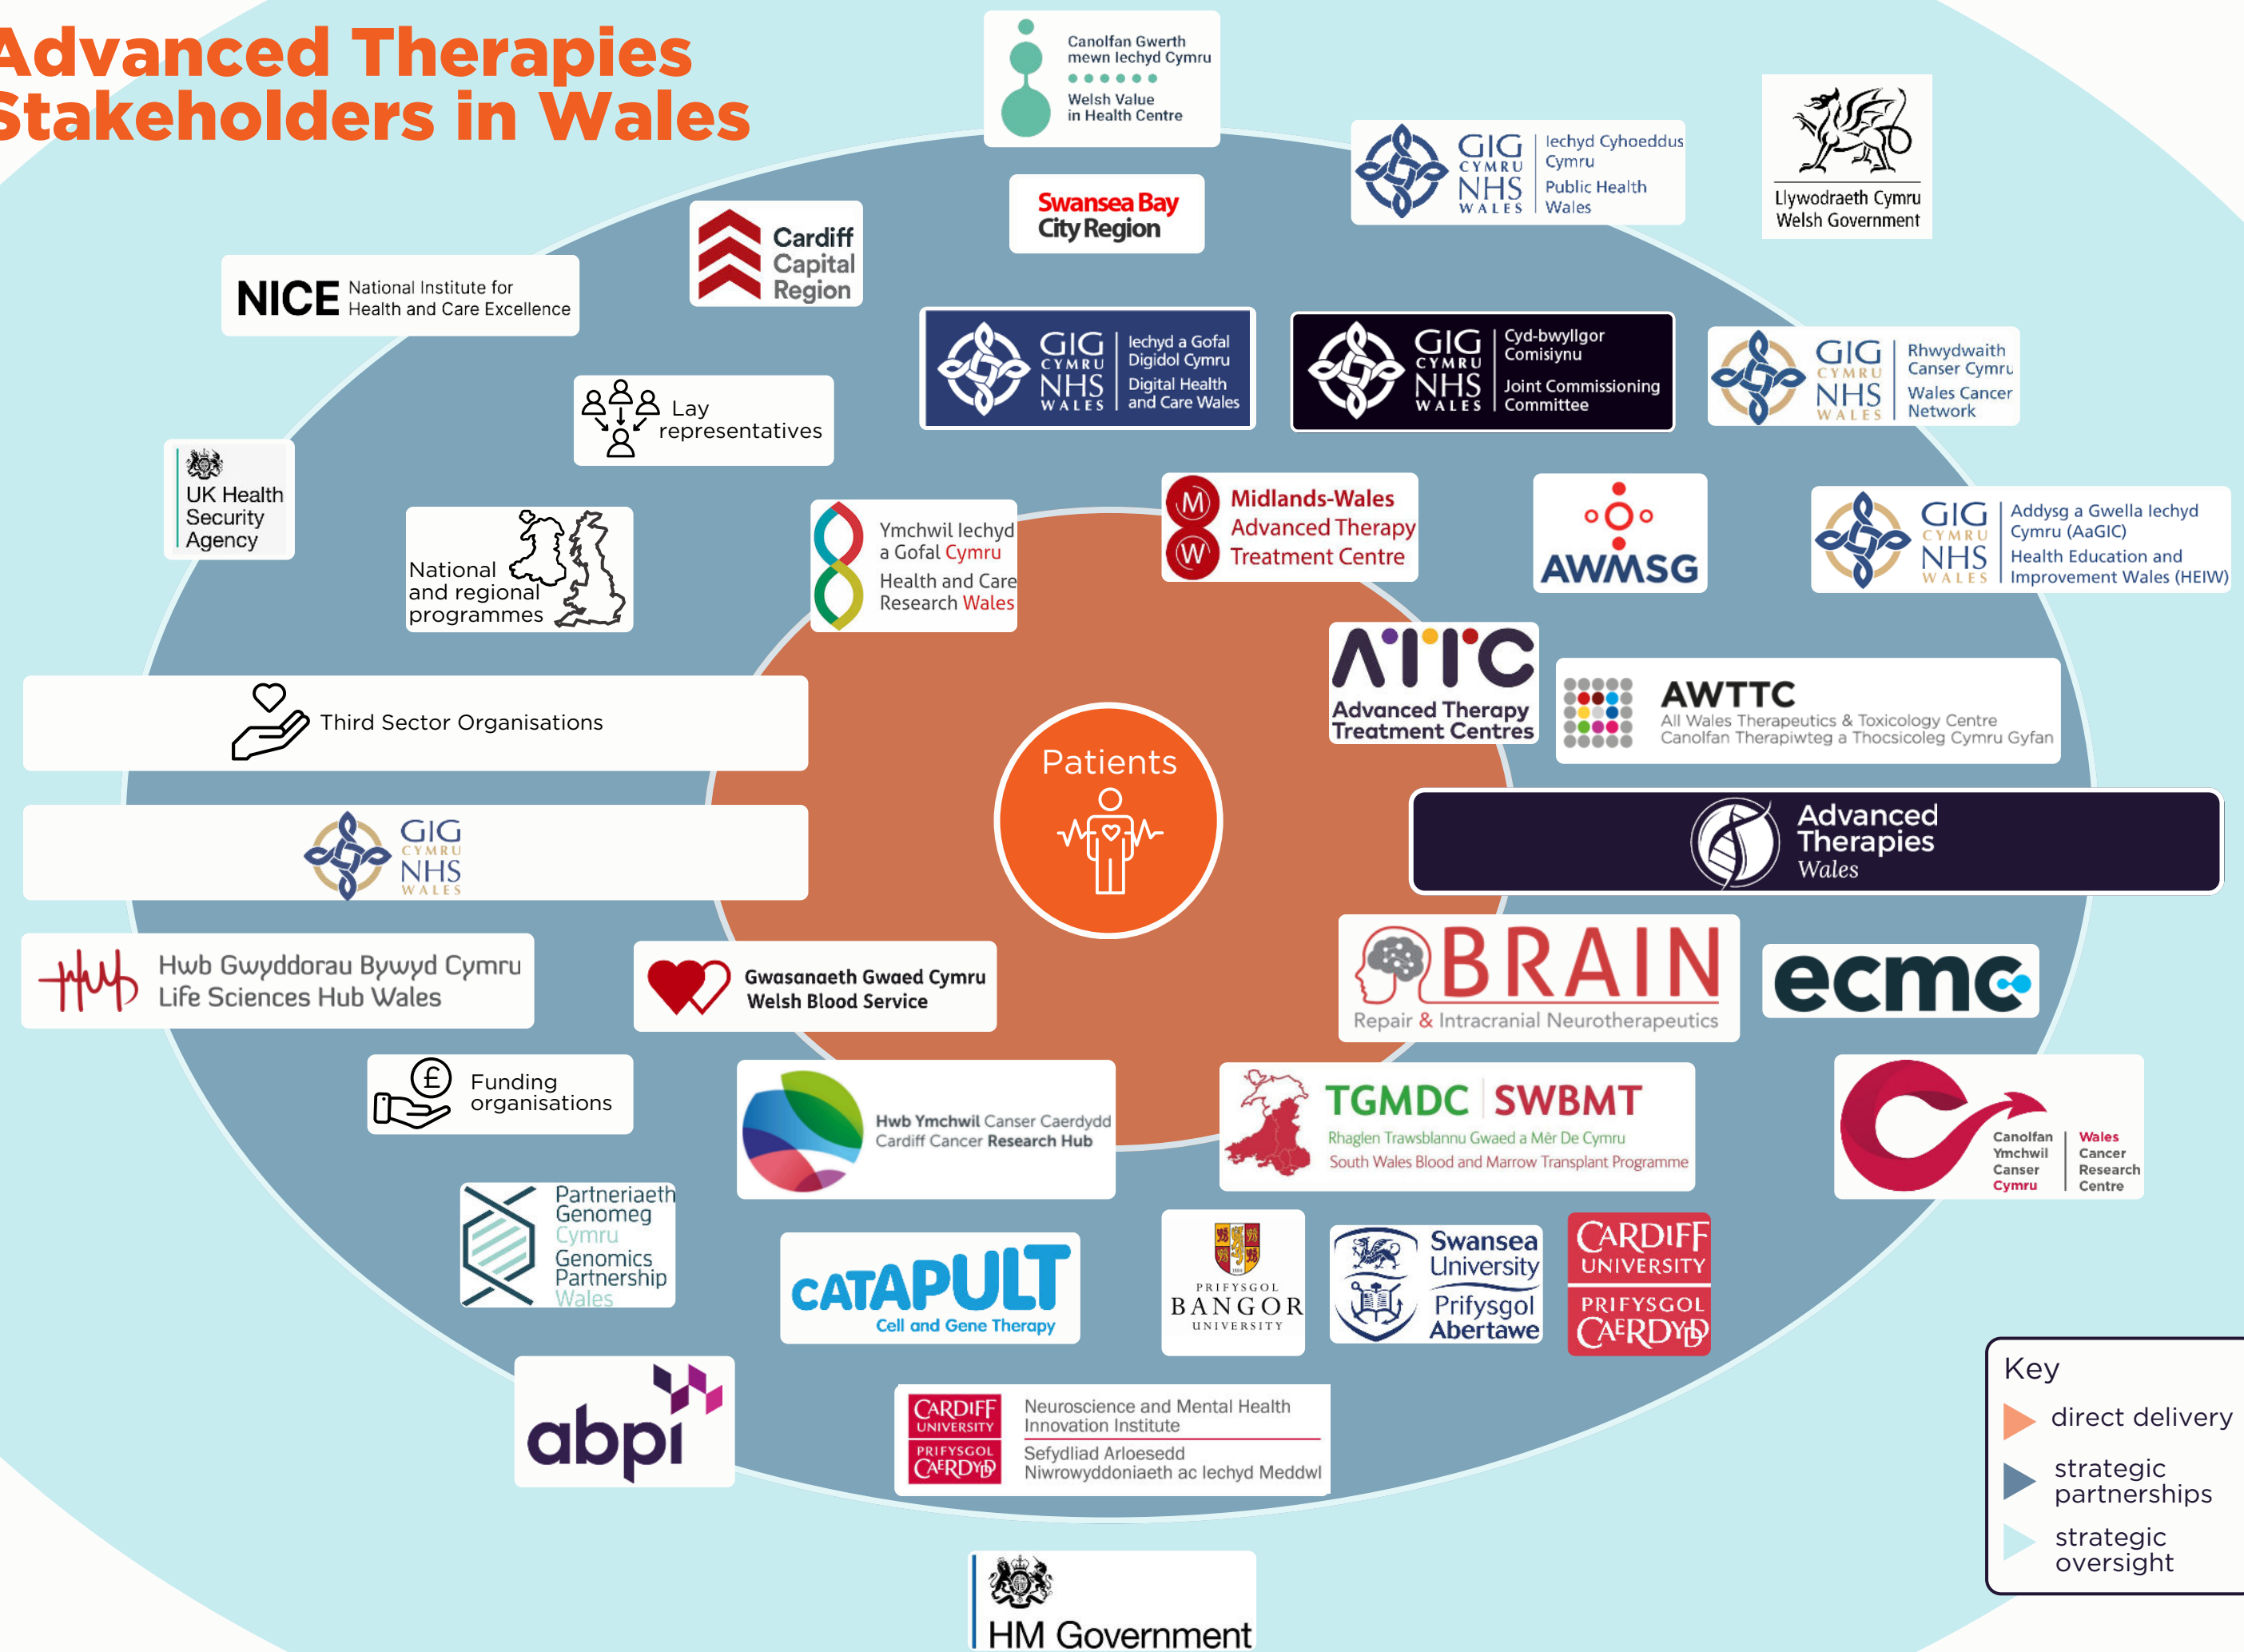 Advanced Therapies
Stakeholders in Wales
Canolfan Gwerth
mewn Iechyd Cymru
Welsh Value
in Health Centre
GIG
CYMRU
NHS
WALES
Iechyd Cyhoeddus
Cymru
Public Health
Wales
Llywodraeth Cymru
Welsh Government
Swansea Bay
City Region
Cardiff
Capital
Region
NICE
National Institute for
Health and Care Excellence
GIG
CYMRU
NHS
WALES
Iechyd a Gofal
Digidol Cymru
Digital Health
and Care Wales
GIG
CYMRU
NHS
WALES
Cyd-bwyllgor
Comisiynu
Joint Commissioning
Committee
GIG
CYMRU
NHS
WALES
Rhwydwaith
Canser Cymru
Wales Cancer
Network
Lay
representatives
UK Health
Security
Agency
National
and regional
programmes
Ymchwil Iechyd
a Gofal Cymru
Health and Care
Research Wales
M
W
Midlands-Wales
Advanced Therapy
Treatment Centre
AWMSG
GIG
CYMRU
NHS
WALES
Addysg a Gwella Iechyd
Cymru (AaGIC)
Health Education and
Improvement Wales (HEIW)
ATTC
Advanced Therapy
Treatment Centres
AWTTC
All Wales Therapeutics & Toxicology Centre
Canolfan Therapiwteg a Thocsicoleg Cymru Gyfan
Third Sector Organisations
Patients
GIG
CYMRU
NHS
WALES
Advanced
Therapies
Wales
Hwb
Hwb Gwyddorau Bywyd Cymru
Life Sciences Hub Wales
Gwasanaeth Gwaed Cymru
Welsh Blood Service
BRAIN
Repair & Intracranial Neurotherapeutics
ecmc
£
Funding
organisations
Hwb Ymchwil Canser Caerdydd
Cardiff Cancer Research Hub
TGMDC SWBMT
Rhaglen Trawsblannu Gwaed a Mêr De Cymru
South Wales Blood and Marrow Transplant Programme
Canolfan
Ymchwil
Canser
Cymru
Wales
Cancer
Research
Centre
Partneriaeth
Genomeg
Cymru
Genomics
Partnership
Wales
CATAPULT
Cell and Gene Therapy
PRIFYSGOL
BANGOR
UNIVERSITY
Swansea
University
Prifysgol
Abertawe
CARDIFF
UNIVERSITY
PRIFYSGOL
CAERDYDD
abpi
CARDIFF
UNIVERSITY
PRIFYSGOL
CAERDYDD
Neuroscience and Mental Health
Innovation Institute
Sefydliad Arloesedd
Niwrowyddoniaeth ac Iechyd Meddwl
HM Government
Key
direct delivery
strategic
partnerships
strategic
oversight